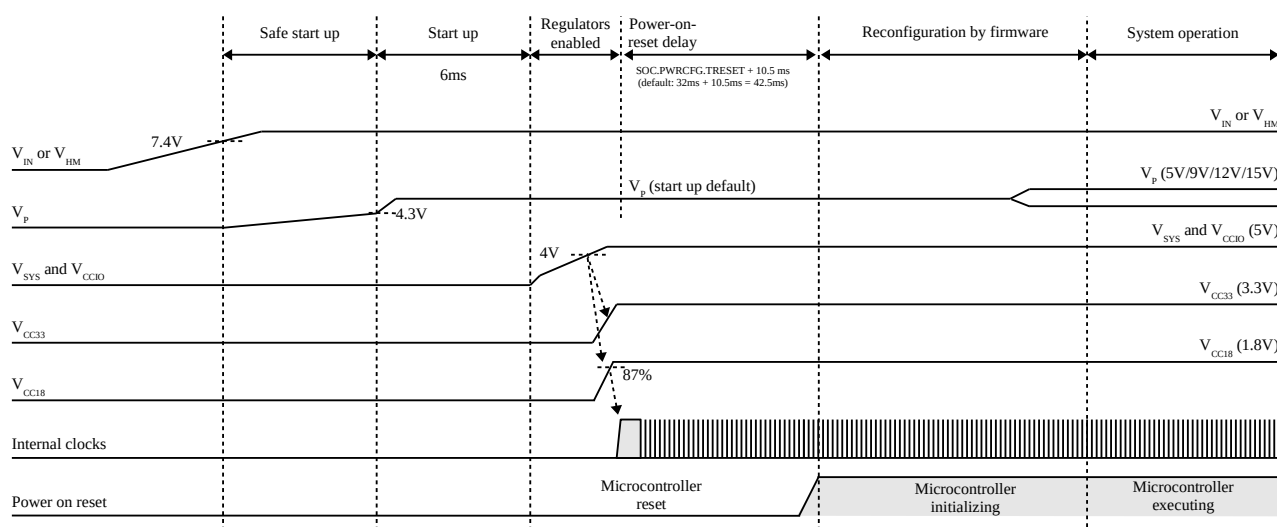 Safe start up
Start up
Regulators
enabled
Power-on-
reset delay
Reconfiguration by firmware
System operation
6ms
SOC.PWRCFG.TRESET + 10.5 ms
(default: 32ms + 10.5ms = 42.5ms)
V_IN or V_HM
7.4V
V_IN or V_HM
V_P
4.3V
V_P (start up default)
V_P (5V/9V/12V/15V)
V_SYS and V_CCIO
4V
V_SYS and V_CCIO (5V)
V_CC33
V_CC33 (3.3V)
V_CC18
87%
V_CC18 (1.8V)
Internal clocks
Power on reset
Microcontroller
reset
Microcontroller
initializing
Microcontroller
executing